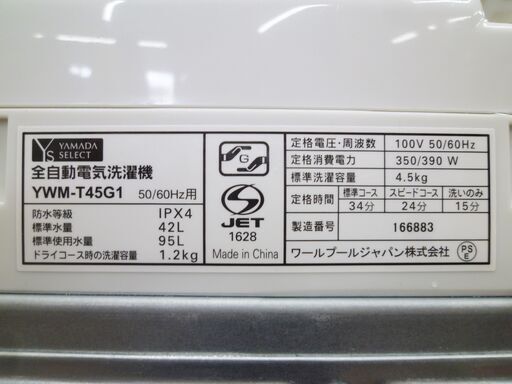 YS YAMADA SELECT
全自動電気洗濯機
YWM-T45G1 50/60Hz用
防水等級 IPX4
標準水量 42L
標準使用水量 95L
ドライコース時の洗濯容量 1.2kg
G
S
JET
1628
Made in China
定格電圧・周波数 100V 50/60Hz
定格消費電力 350/390 W
標準洗濯容量 4.5kg
定格時間 標準コース スピードコース 洗いのみ
34分 24分 15分
製造番号 166883
ワールプールジャパン株式会社
PS
E